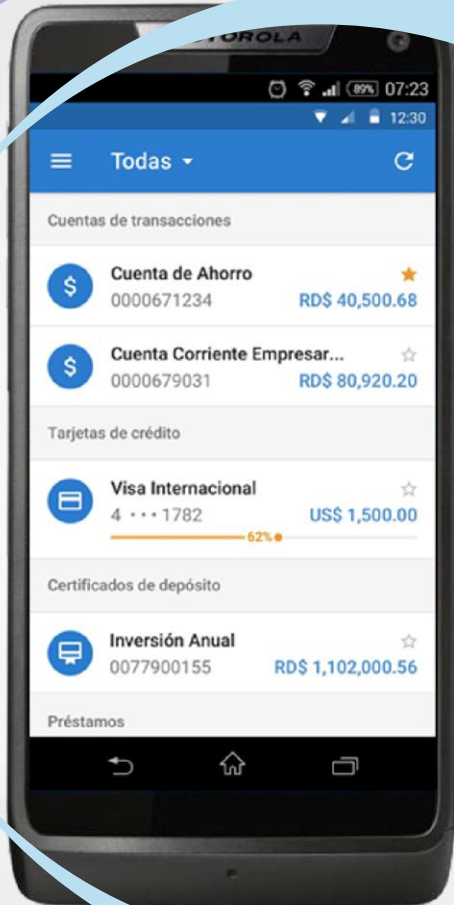 TOROLA
89% 07:23
12:30
Todas
Cuentas de transacciones
Cuenta de Ahorro
0000671234 RD$ 40,500.68
Cuenta Corriente Empresar...
0000679031 RD$ 80,920.20
Tarjetas de crédito
Visa Internacional
4 ··· 1782 US$ 1,500.00
62%
Certificados de depósito
Inversión Anual
0077900155 RD$ 1,102,000.56
Préstamos